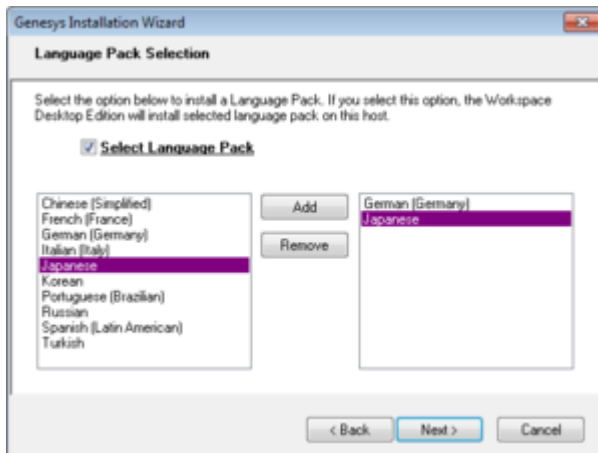 Genesys Installation Wizard
Language Pack Selection
Select the option below to install a Language Pack. If you select this option, the Workspace
Desktop Edition will install selected language pack on this host.
Select Language Pack
Chinese (Simplified)
French (France)
German (Germany)
Italian (Italy)
Japanese
Korean
Portuguese (Brazilian)
Russian
Spanish (Latin American)
Turkish
Add
Remove
German (Germany)
Japanese
< Back
Next >
Cancel